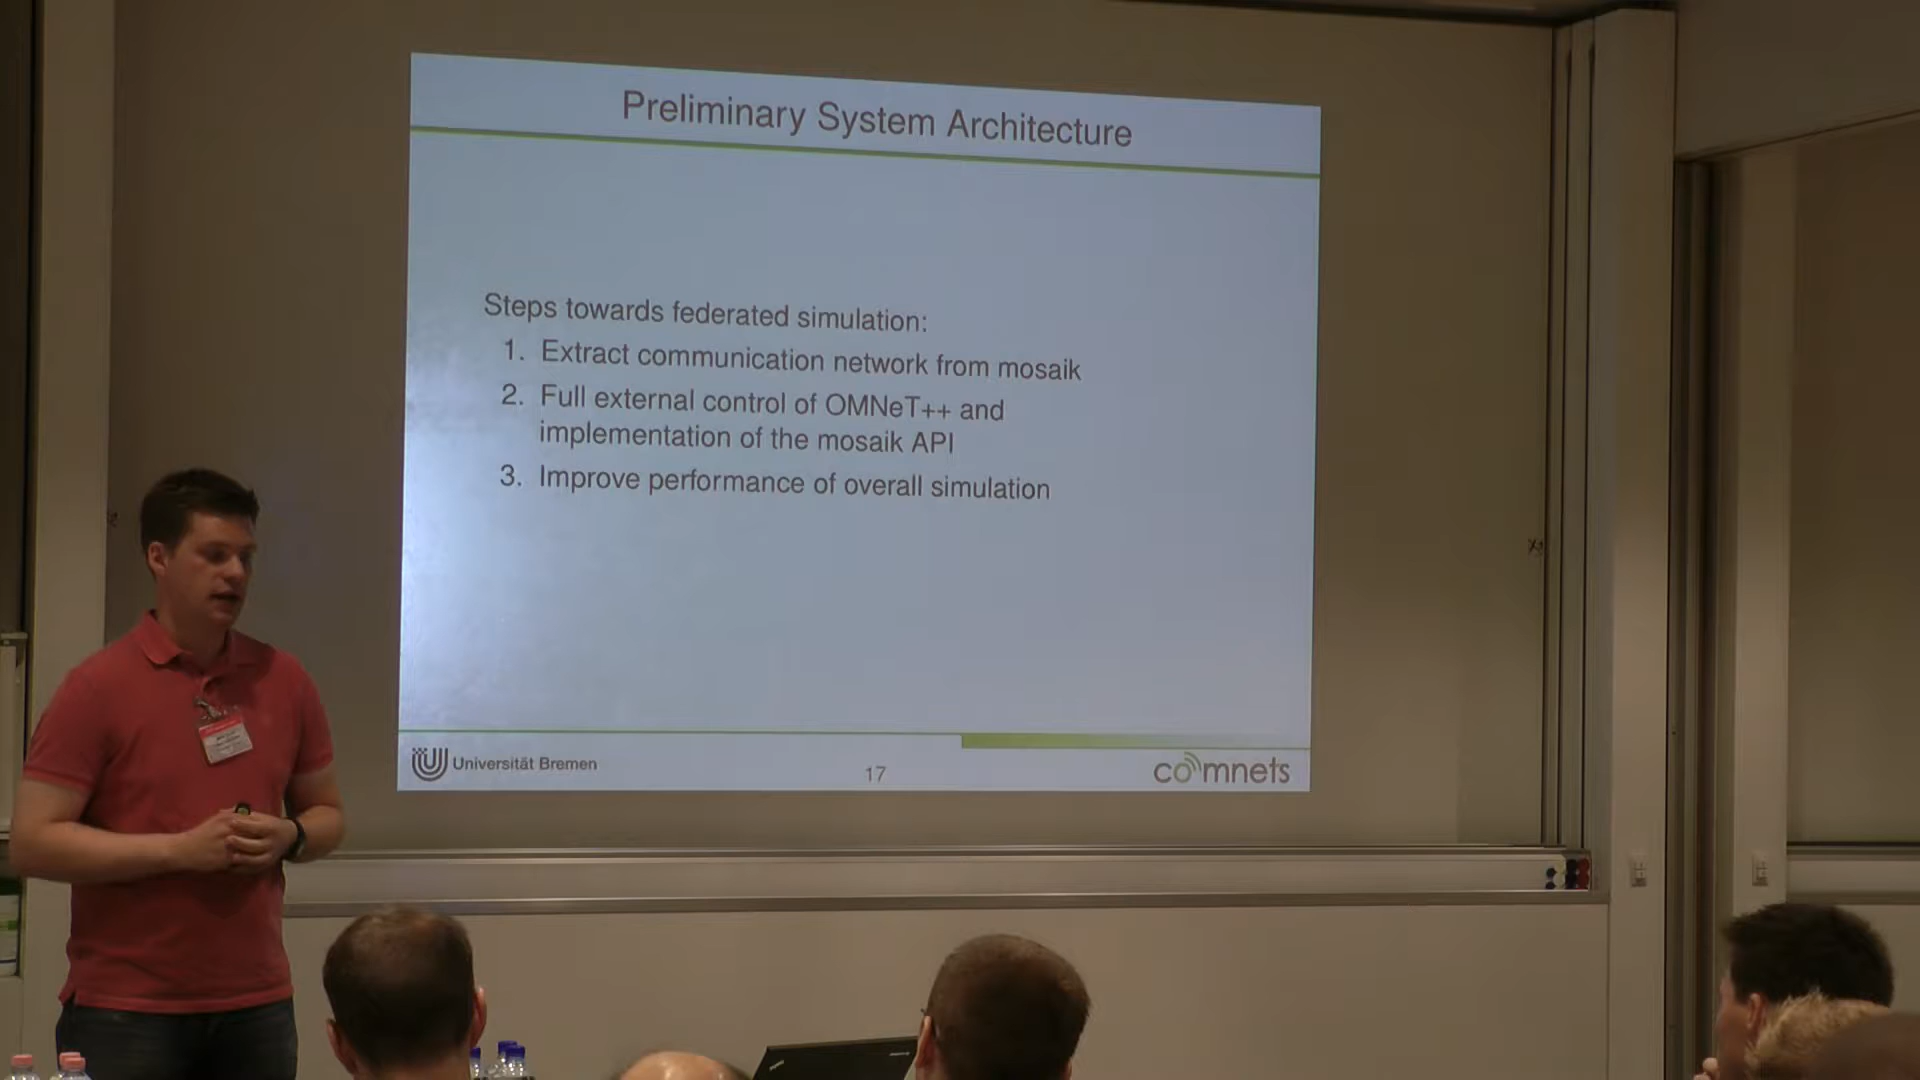 Preliminary System Architecture
Steps towards federated simulation:
1. Extract communication network from mosaik
2. Full external control of OMNeT++ and
implementation of the mosaik API
3. Improve performance of overall simulation
Universität Bremen
17
comnets